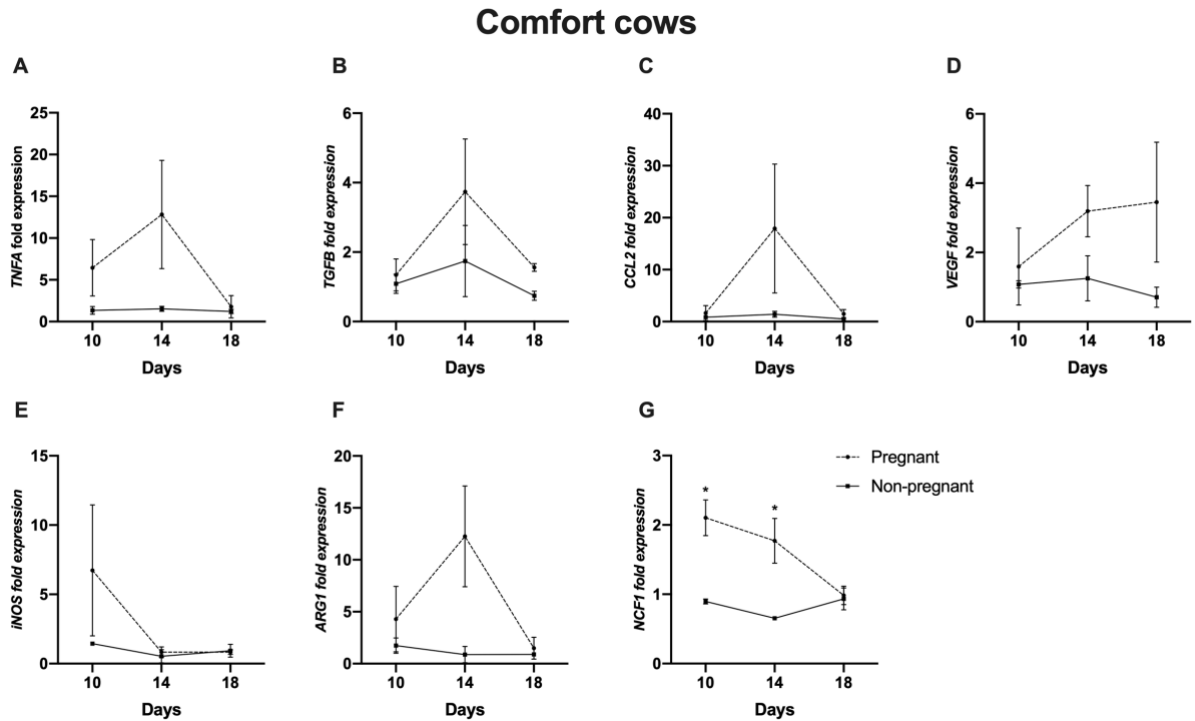 Comfort cows
A
B
C
D
TNFA fold expression
25
20
15
10
5
0
10 14 18
Days
TGFB fold expression
6
4
2
0
10 14 18
Days
CCL2 fold expression
40
30
20
10
0
10 14 18
Days
VEGF fold expression
6
4
2
0
10 14 18
Days
E
F
G
iNOS fold expression
15
10
5
0
10 14 18
Days
ARG1 fold expression
20
15
10
5
0
10 14 18
Days
NCF1 fold expression
3
2
1
0
* *
10 14 18
Days
Pregnant
Non-pregnant